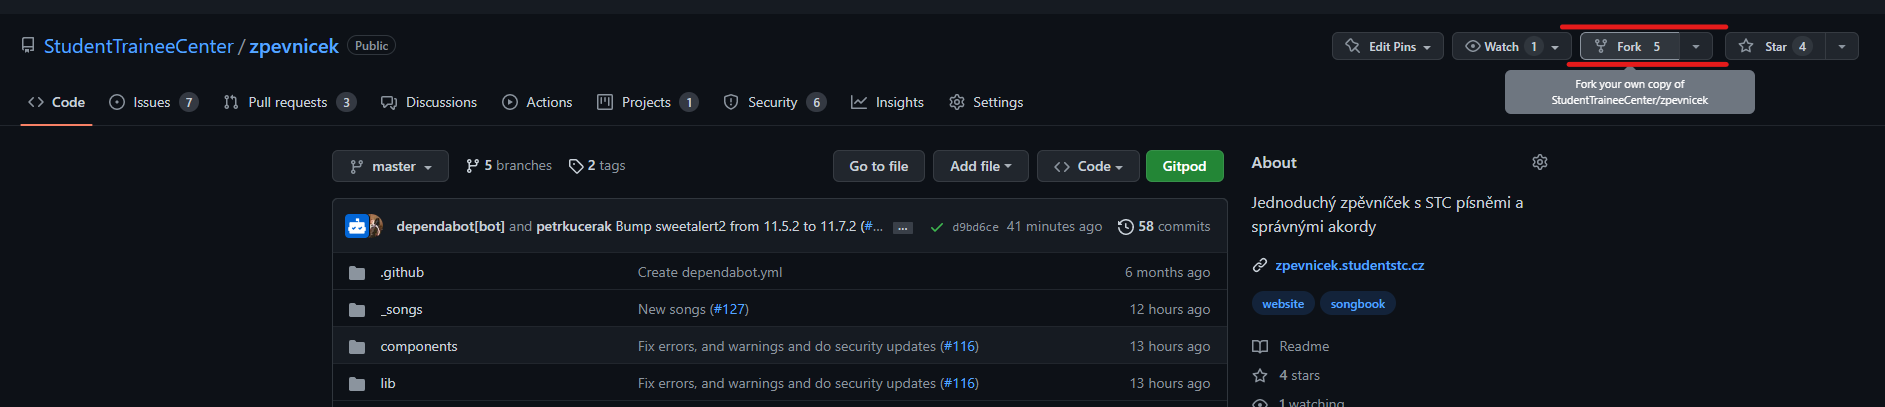 StudentTraineeCenter / zpevnicek Public
Edit Pins Watch 1 Fork 5 Star 4
Fork your own copy of
StudentTraineeCenter/zpevnicek
Code Issues 7 Pull requests 3 Discussions Actions Projects 1 Security 6 Insights Settings
master 5 branches 2 tags Go to file Add file Code Gitpod
dependabot[bot] and petrkucerak Bump sweetalert2 from 11.5.2 to 11.7.2 (#... ... d9bd6ce 41 minutes ago 58 commits
.github Create dependabot.yml 6 months ago
_songs New songs (#127) 12 hours ago
components Fix errors, and warnings and do security updates (#116) 13 hours ago
lib Fix errors, and warnings and do security updates (#116) 13 hours ago
About
Jednoduchý zpěvníček s STC písněmi a
správnými akordy
zpevnicek.studentstc.cz
website songbook
Readme
4 stars
1 watching